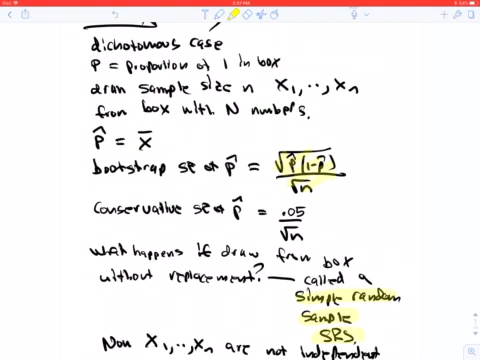 dichotomous case
P = proportion of 1 in box
draw sample size n X₁, .., Xₙ
from box with N numbers.
P̂ = X̄
bootstrap SE of P̂ = √P̂(1-P̂) / √n
Conservative SE of P̂ = .05 / √n
What happens if draw from box
without replacement? — called a
simple random
sample
SRS.
Now X₁, .., Xₙ are not independent